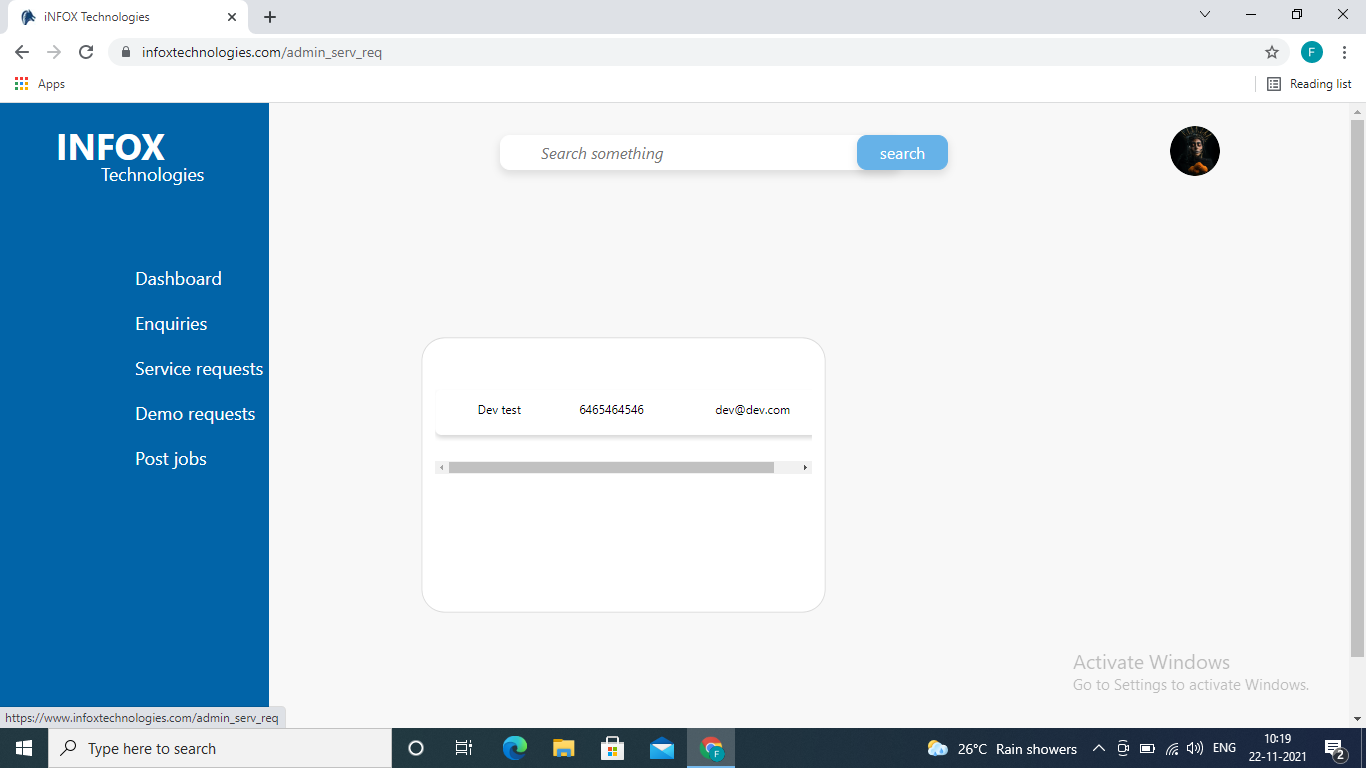 iNFOX Technologies
infoxtechnologies.com/admin_serv_req
F
Apps
Reading list
INFOX
Technologies
Search something
search
Dashboard
Enquiries
Service requests
Demo requests
Post jobs
Dev test 6465464546 dev@dev.com
Activate Windows
Go to Settings to activate Windows.
https://www.infoxtechnologies.com/admin_serv_req
Type here to search
F
26°C Rain showers
ENG
10:19
22-11-2021
2